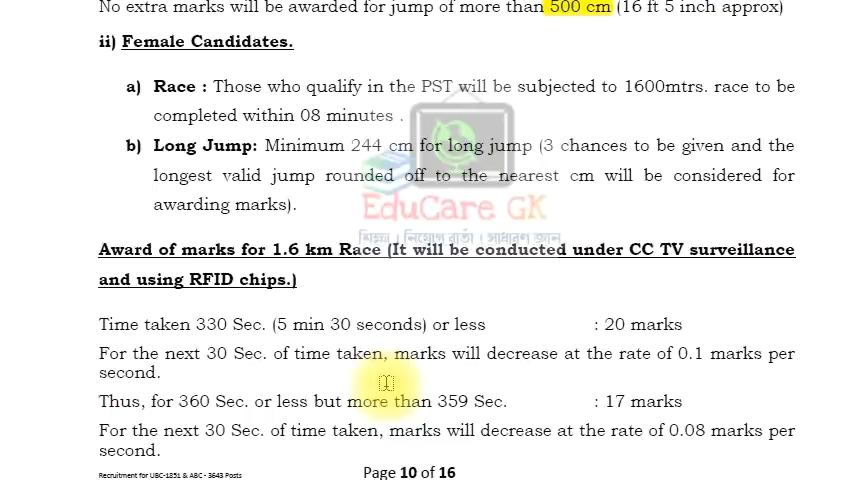 No extra marks will be awarded for jump of more than 500 cm (16 ft 5 inch approx)
ii) Female Candidates.
a) Race : Those who qualify in the PST will be subjected to 1600mtrs. race to be
completed within 08 minutes .
b) Long Jump: Minimum 244 cm for long jump (3 chances to be given and the
longest valid jump rounded off to the nearest cm will be considered for
awarding marks).
EduCare GK
শিক্ষা | নিয়োগ বার্তা | সাধারণ জ্ঞান
Award of marks for 1.6 km Race (It will be conducted under CC TV surveillance
and using RFID chips.)
Time taken 330 Sec. (5 min 30 seconds) or less : 20 marks
For the next 30 Sec. of time taken, marks will decrease at the rate of 0.1 marks per
second.
Thus, for 360 Sec. or less but more than 359 Sec. : 17 marks
For the next 30 Sec. of time taken, marks will decrease at the rate of 0.08 marks per
second.
Recruitment for UBC-1851 & ABC - 3643 Posts
Page 10 of 16